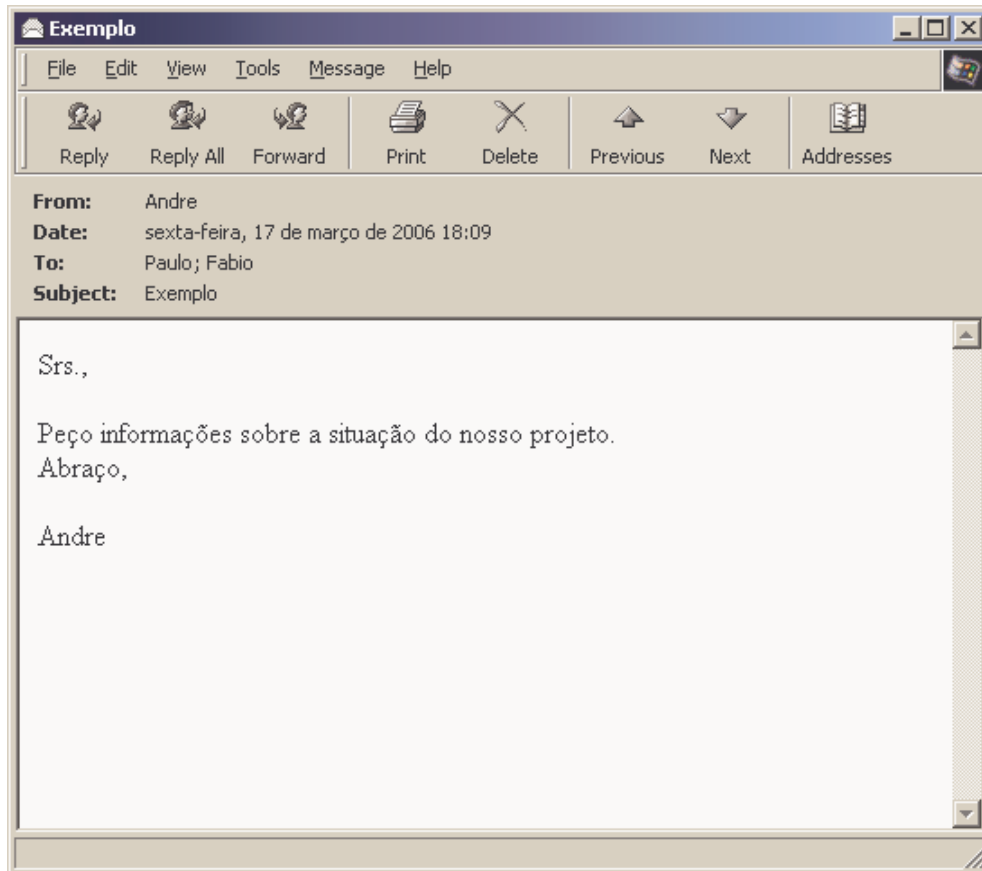 Exemplo
File Edit View Tools Message Help
Reply Reply All Forward Print Delete Previous Next Addresses
From: Andre
Date: sexta-feira, 17 de março de 2006 18:09
To: Paulo; Fabio
Subject: Exemplo
Srs.,
Peço informações sobre a situação do nosso projeto.
Abraço,
Andre